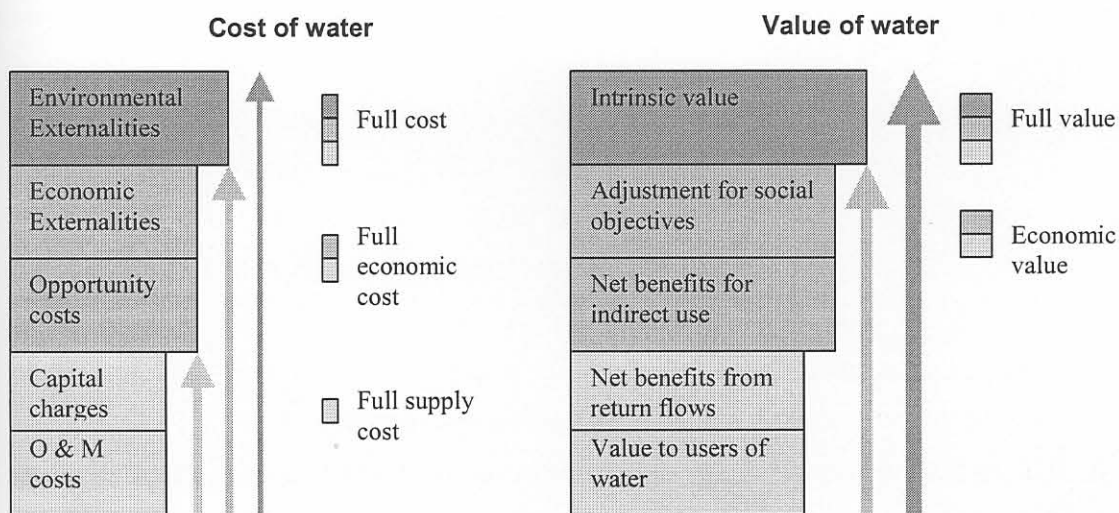 Cost of water
Environmental
Externalities
Economic
Externalities
Opportunity
costs
Capital
charges
O & M
costs
Full cost
Full
economic
cost
Full supply
cost
Value of water
Intrinsic value
Adjustment for social
objectives
Net benefits for
indirect use
Net benefits from
return flows
Value to users of
water
Full value
Economic
value